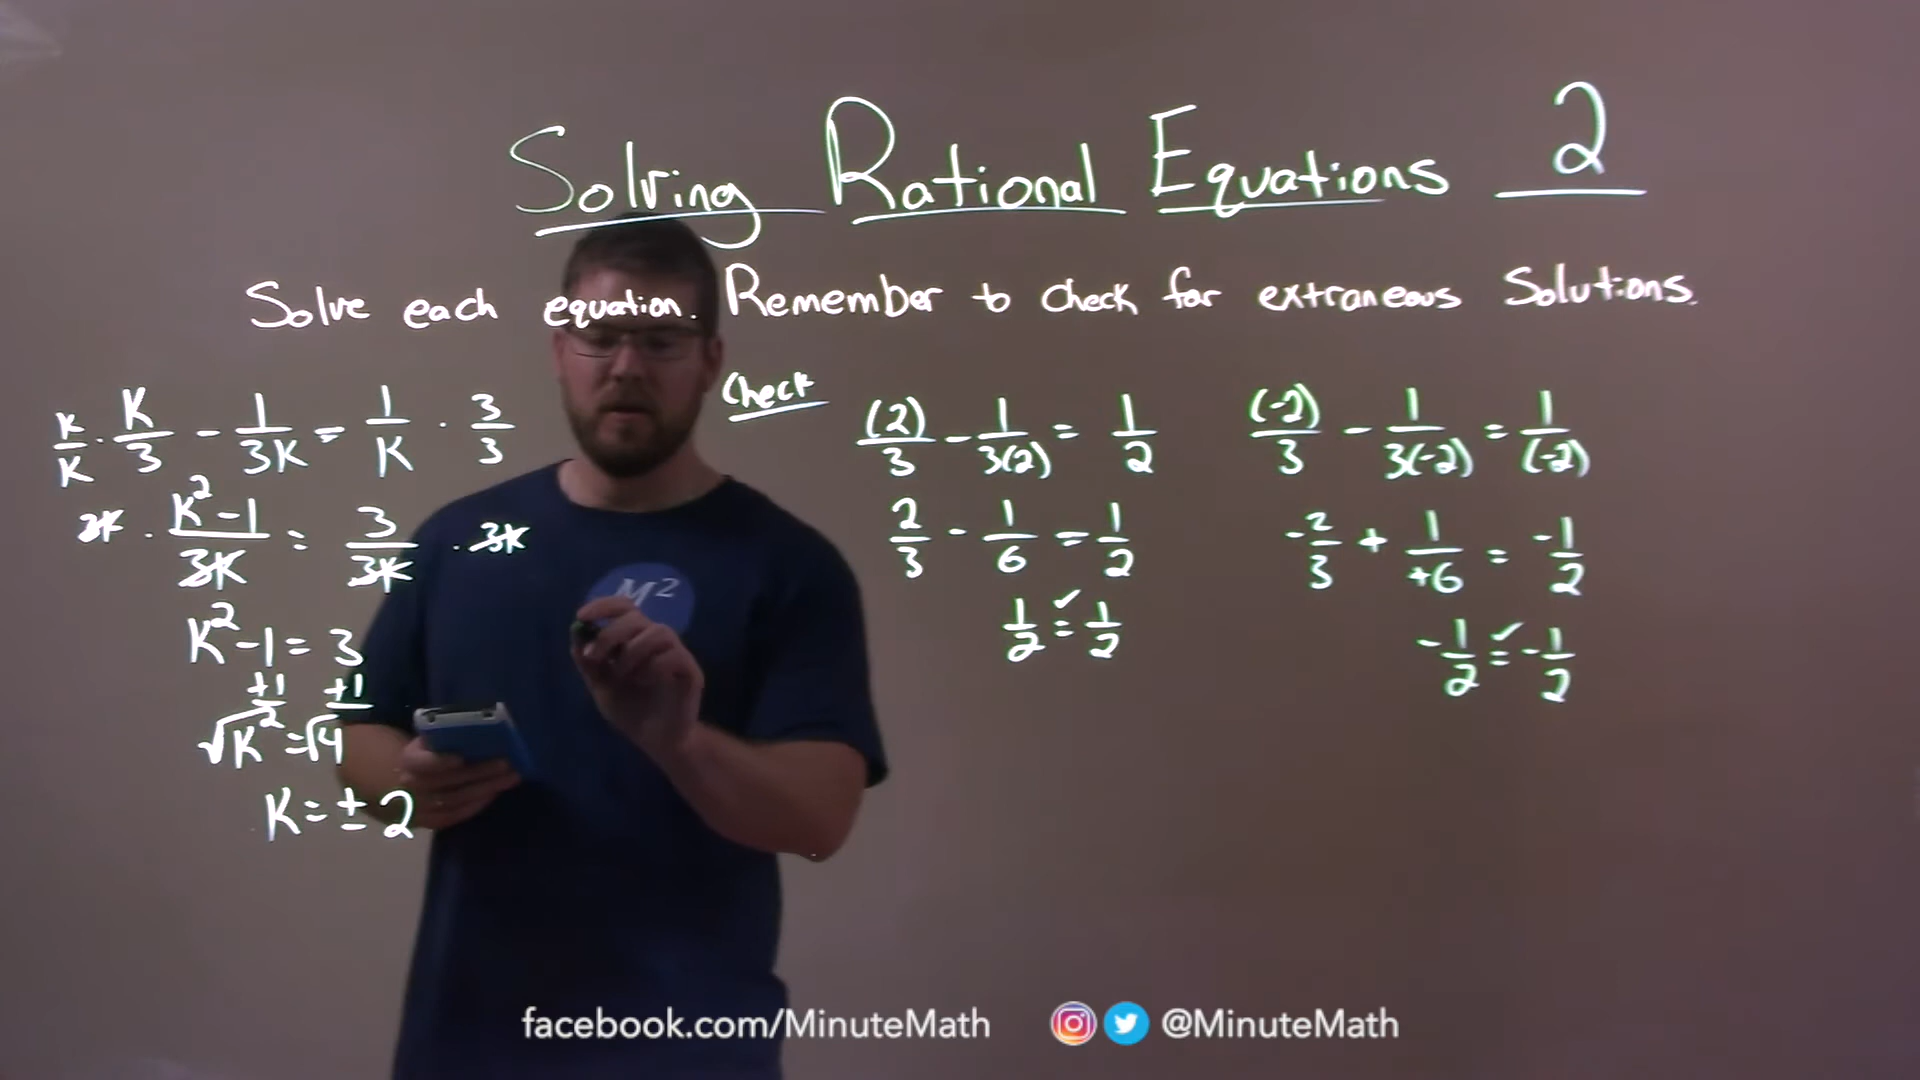 Solving Rational Equations 2
Solve each equation. Remember to check for extraneous Solutions.
K/K · K/3 - 1/3K = 1/K · 3/3
3K · K²-1/3K = 3/3K · 3K
K²-1=3
+1 +1
√K²=√4
K=±2
Check
(2)/3 - 1/3(2) = 1/2
2/3 - 1/6 = 1/2
1/2 = 1/2 ✓
(-2)/3 - 1/3(-2) = 1/(-2)
-2/3 + 1/+6 = -1/2
-1/2 = -1/2 ✓
M²
facebook.com/MinuteMath @MinuteMath